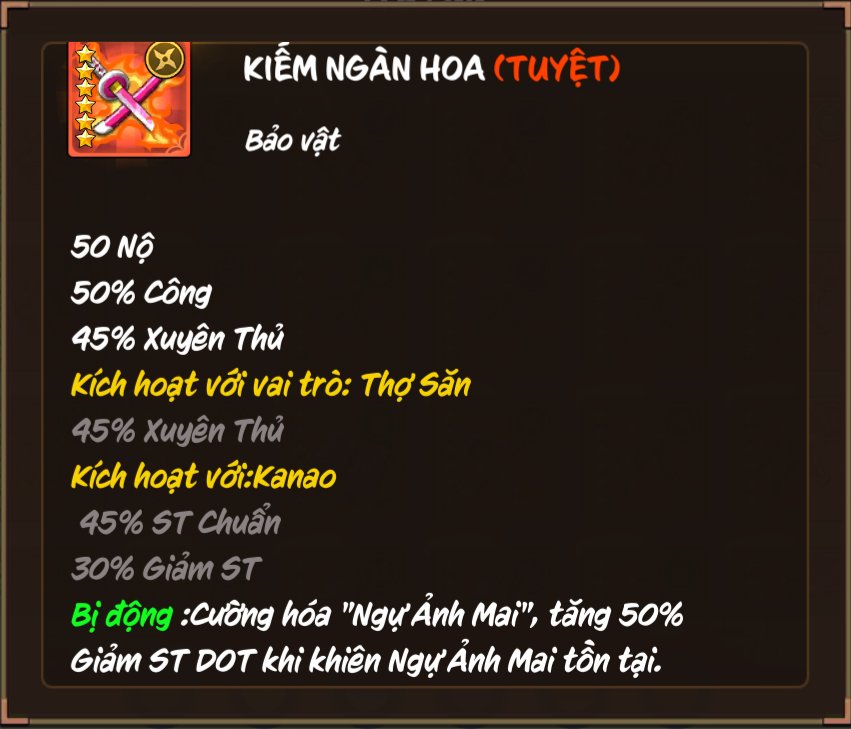 KIẾM NGÀN HOA (TUYỆT)
Bảo vật
50 Nộ
50% Công
45% Xuyên Thủ
Kích hoạt với vai trò: Thợ Săn
45% Xuyên Thủ
Kích hoạt với:Kanao
45% ST Chuẩn
30% Giảm ST
Bị động :Cường hóa "Ngự Ảnh Mai", tăng 50%
Giảm ST DOT khi khiên Ngự Ảnh Mai tồn tại.